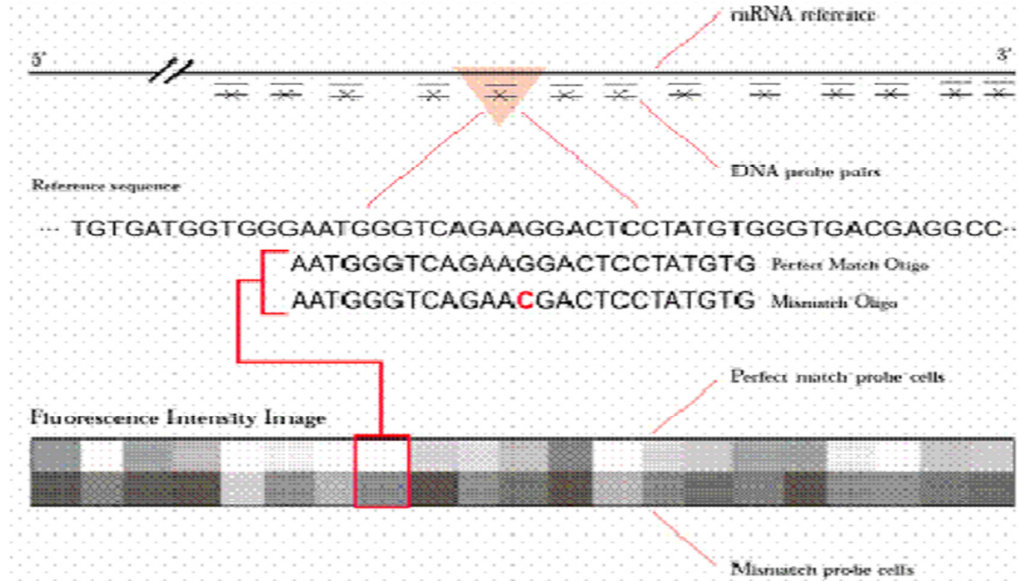 mRNA reference
5'
3'
DNA probe pairs
Reference sequence
... TGTGATGGTGGGAATGGGTCAGAAGGACTCCTATGTGGGTGACGAGGCC...
AATGGGTCAGAAGGACTCCTATGTG Perfect Match Oligo
AATGGGTCAGAACGACTCCTATGTG Mismatch Oligo
Perfect match probe cells
Fluorescence Intensity Image
Mismatch probe cells